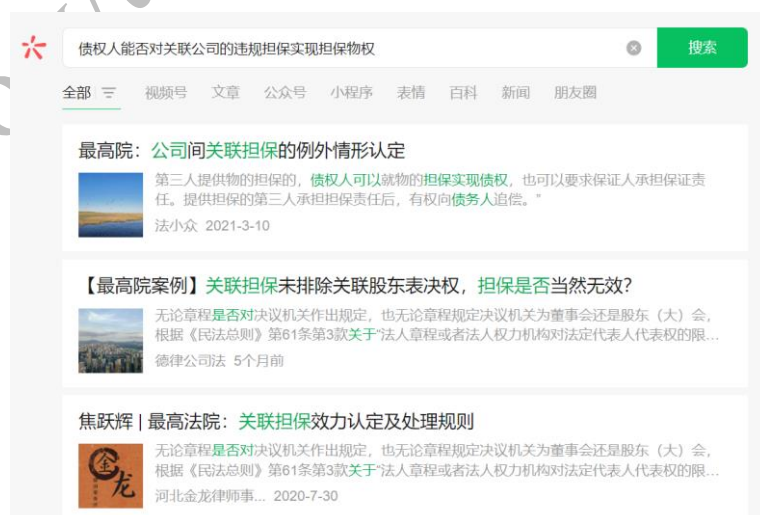 债权人能否对关联公司的违规担保实现担保物权
搜索
全部 视频号 文章 公众号 小程序 表情 百科 新闻 朋友圈
最高院：公司间关联担保的例外情形认定
第三人提供物的担保的，债权人可以就物的担保实现债权，也可以要求保证人承担保证责
任。提供担保的第三人承担担保责任后，有权向债务人追偿。"
法小众 2021-3-10
【最高院案例】关联担保未排除关联股东表决权，担保是否当然无效?
无论章程是否对决议机关作出规定，也无论章程规定决议机关为董事会还是股东（大）会，
根据《民法总则》第61条第3款关于"法人章程或者法人权力机构对法定代表人代表权的限...
德律公司法 5个月前
焦跃辉 | 最高法院：关联担保效力认定及处理规则
无论章程是否对决议机关作出规定，也无论章程规定决议机关为董事会还是股东（大）会，
根据《民法总则》第61条第3款关于"法人章程或者法人权力机构对法定代表人代表权的限...
金
龙
河北金龙律师事... 2020-7-30